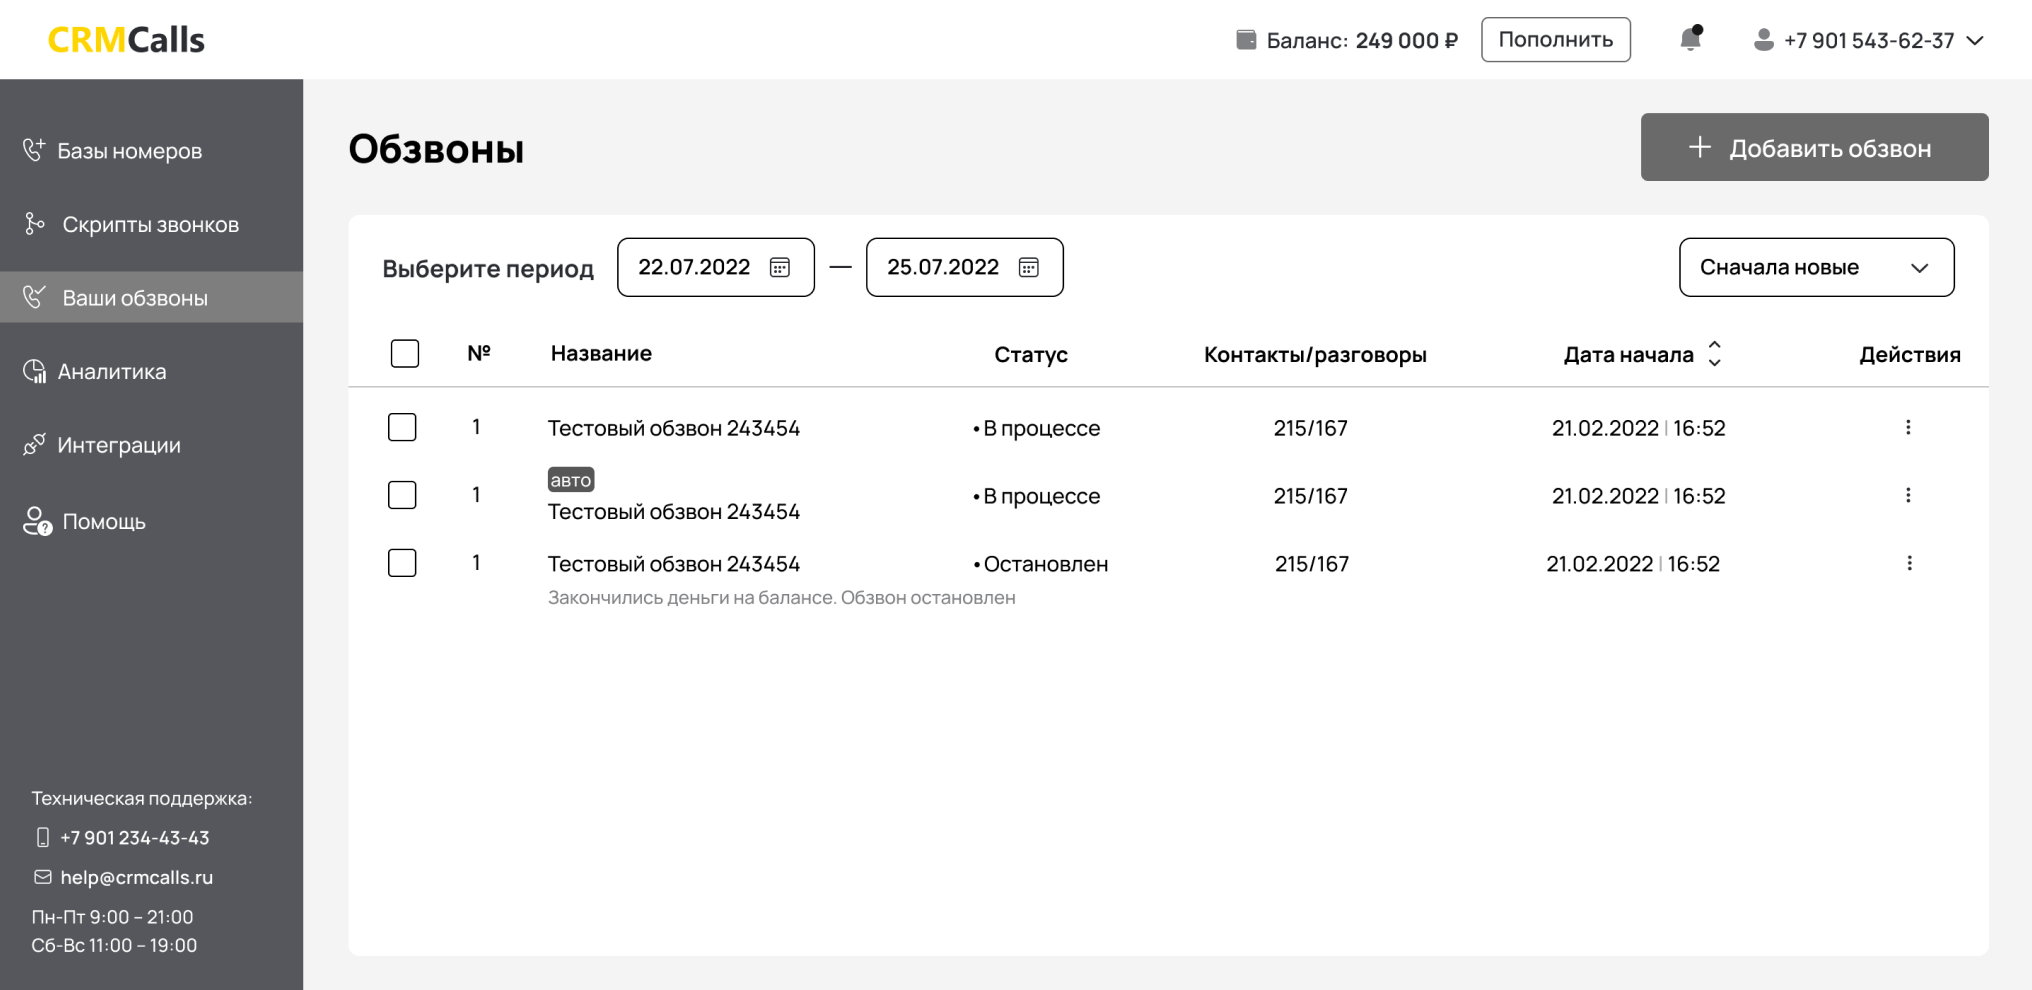 CRMCalls
Баланс: 249 000 ₽
Пополнить
+7 901 543-62-37
Базы номеров
Скрипты звонков
Ваши обзвоны
Аналитика
Интеграции
Помощь
Техническая поддержка:
+7 901 234-43-43
help@crmcalls.ru
Пн-Пт 9:00 – 21:00
Сб-Вс 11:00 – 19:00
Обзвоны
+ Добавить обзвон
Выберите период 22.07.2022 — 25.07.2022
Сначала новые
№ Название Статус Контакты/разговоры Дата начала Действия
1 Тестовый обзвон 243454 • В процессе 215/167 21.02.2022 | 16:52
авто
1 Тестовый обзвон 243454 • В процессе 215/167 21.02.2022 | 16:52
1 Тестовый обзвон 243454 • Остановлен 215/167 21.02.2022 | 16:52
Закончились деньги на балансе. Обзвон остановлен